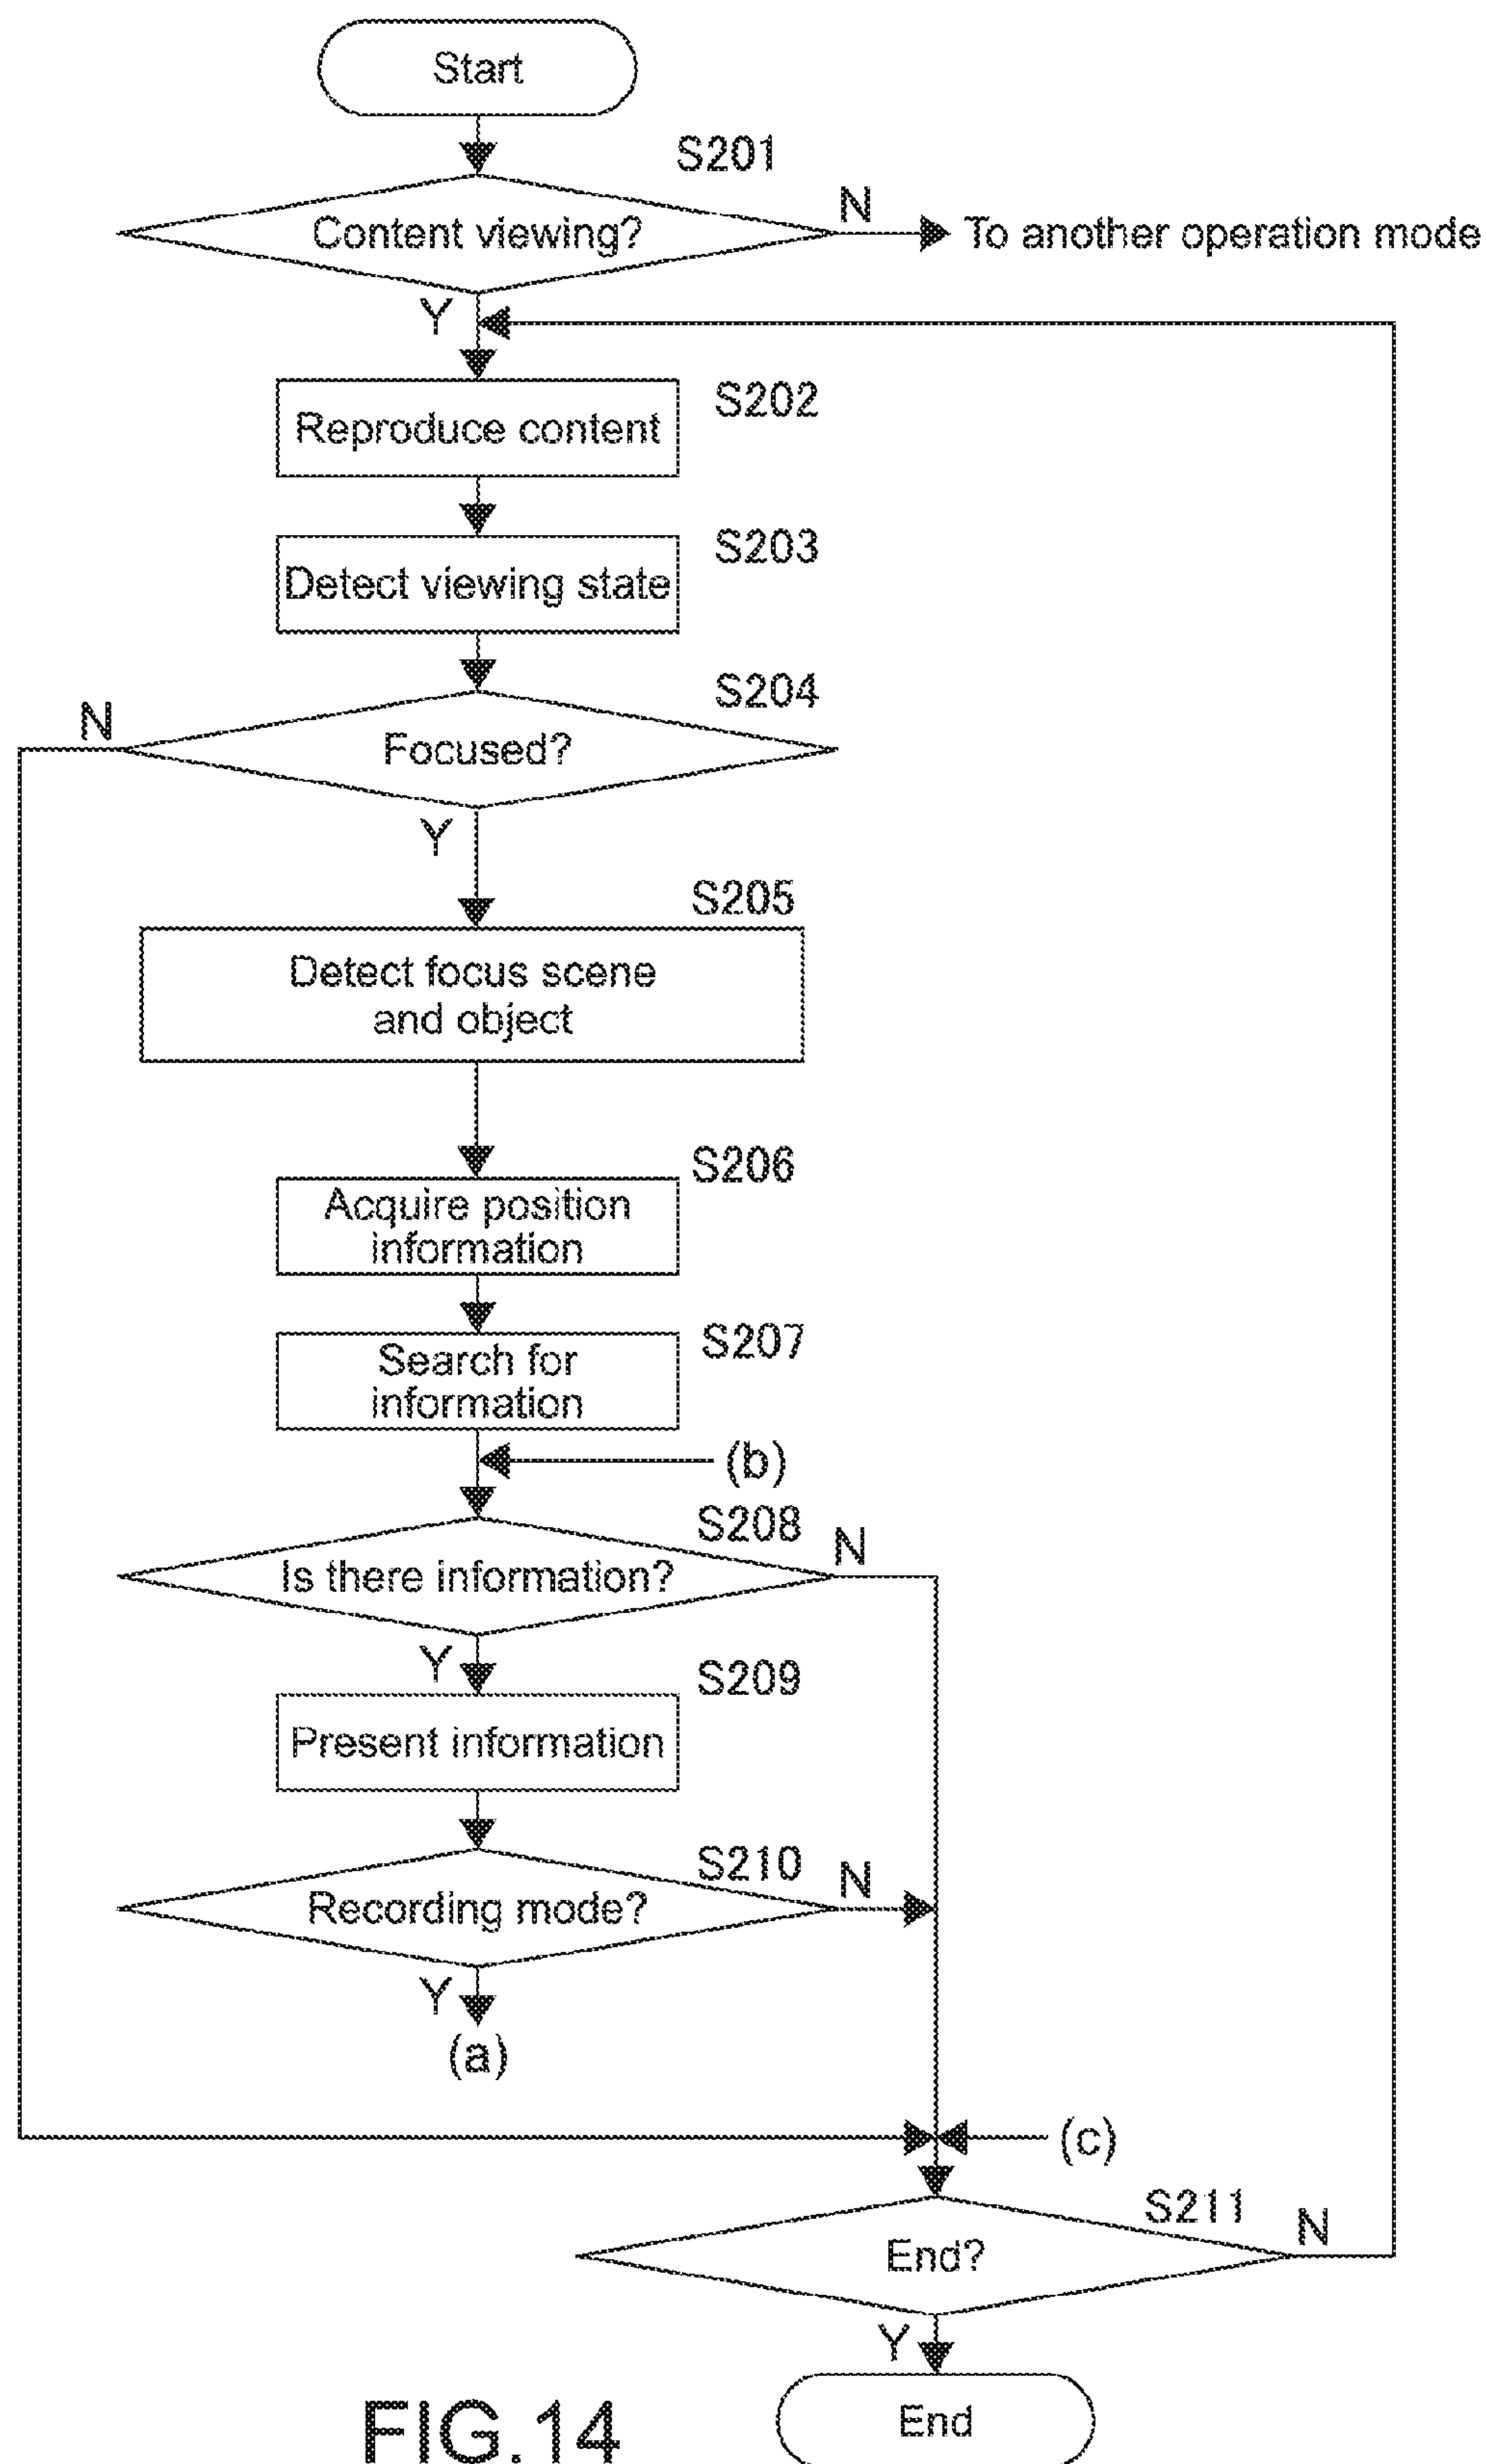 Start
S201
Content viewing?
N
To another operation mode
Y
S202
Reproduce content
S203
Detect viewing state
S204
N
Focused?
Y
S205
Detect focus scene
and object
S206
Acquire position
information
S207
Search for
information
(b)
S208
N
Is there information?
Y
S209
Present information
S210
N
Recording mode?
Y
(a)
(c)
S211
N
End?
Y
End
FIG.14